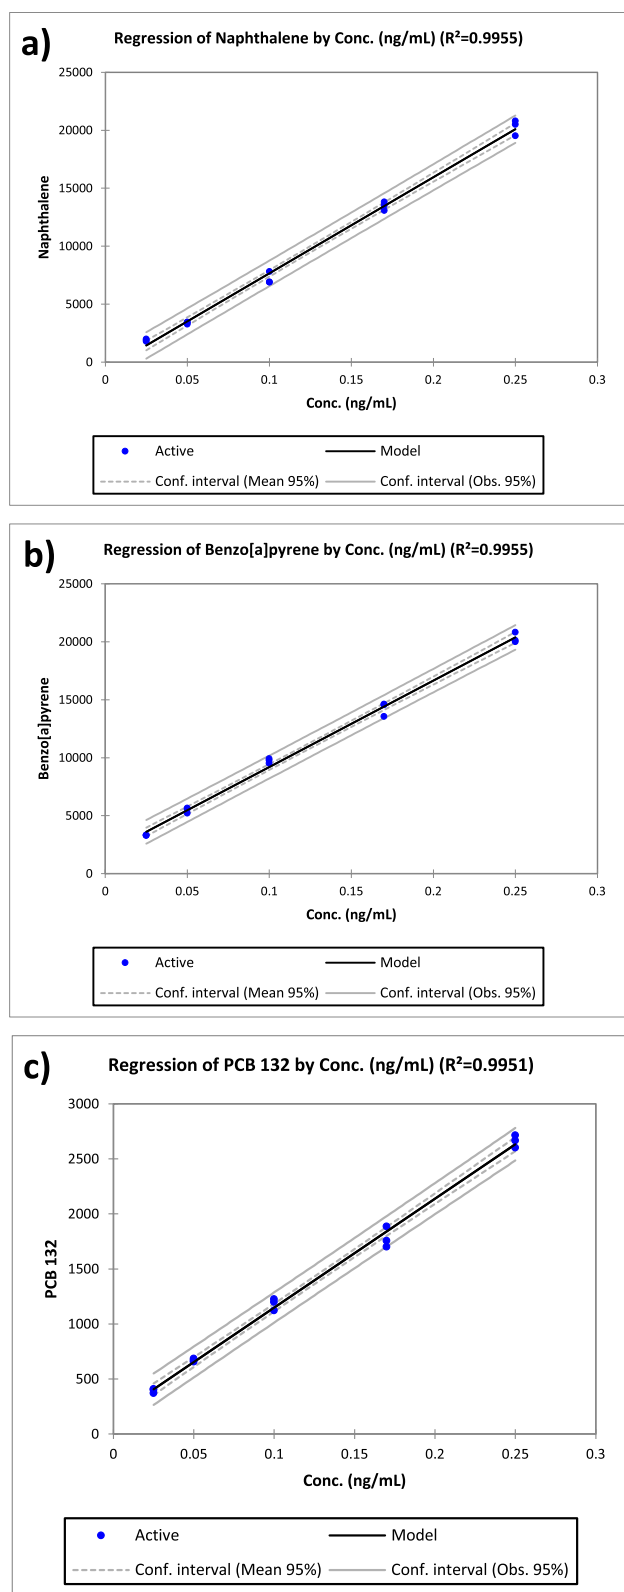 a)
Regression of Naphthalene by Conc. (ng/mL) (R²=0.9955)
25000
20000
15000
10000
5000
0
Naphthalene
0 0.05 0.1 0.15 0.2 0.25 0.3
Conc. (ng/mL)
Active Model
Conf. interval (Mean 95%) Conf. interval (Obs. 95%)
b)
Regression of Benzo[a]pyrene by Conc. (ng/mL) (R²=0.9955)
25000
20000
15000
10000
5000
0
Benzo[a]pyrene
0 0.05 0.1 0.15 0.2 0.25 0.3
Conc. (ng/mL)
Active Model
Conf. interval (Mean 95%) Conf. interval (Obs. 95%)
c)
Regression of PCB 132 by Conc. (ng/mL) (R²=0.9951)
3000
2500
2000
1500
1000
500
0
PCB 132
0 0.05 0.1 0.15 0.2 0.25 0.3
Conc. (ng/mL)
Active Model
Conf. interval (Mean 95%) Conf. interval (Obs. 95%)